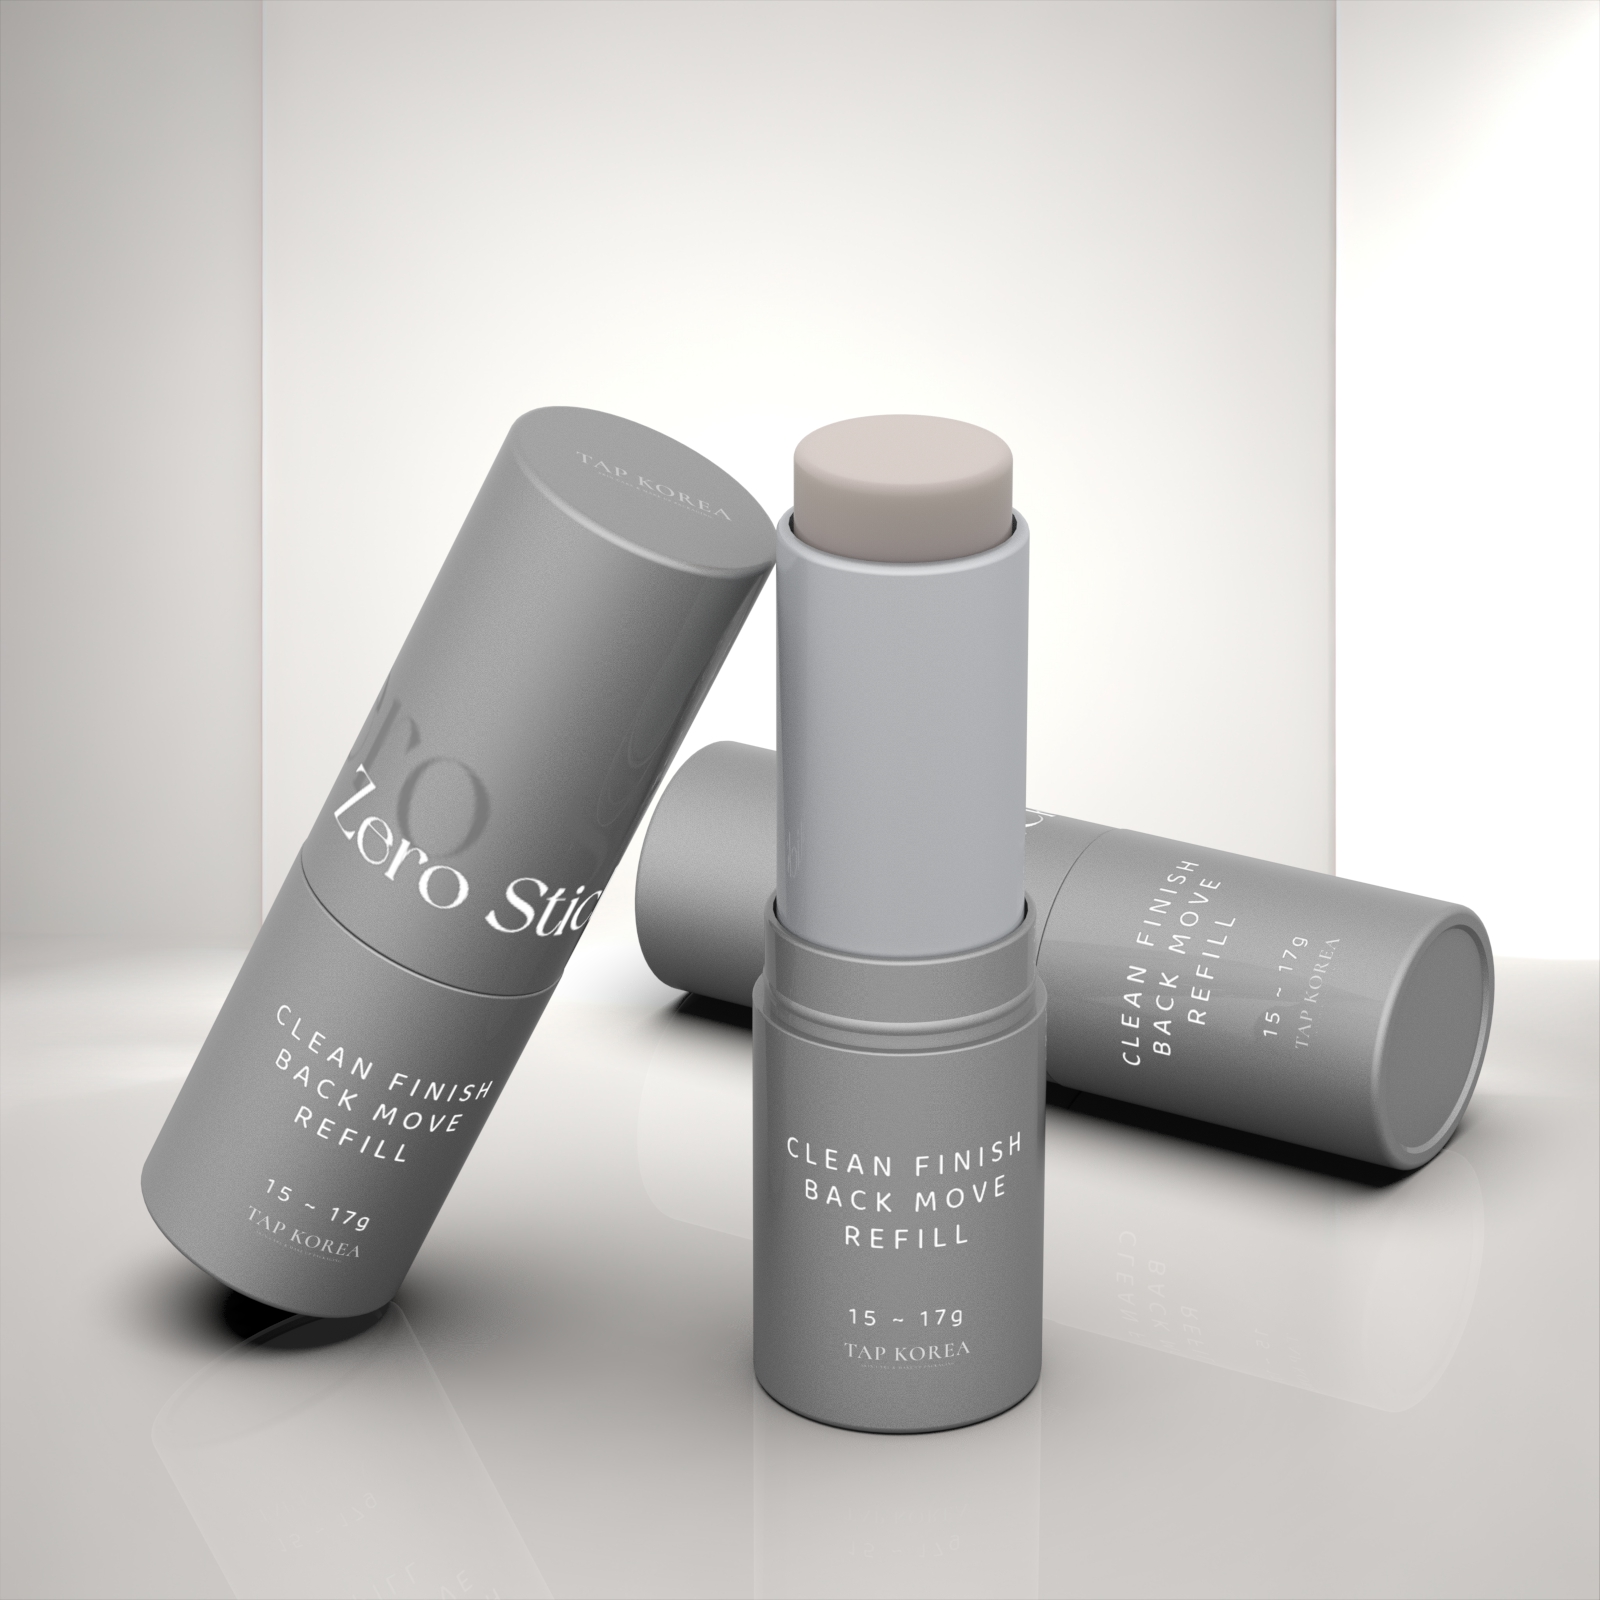 TAP KOREA
ro
Zero Stic
CLEAN FINISH
BACK MOVE
REFILL
15 ~ 17g
TAP KOREA
CLEAN FINISH
BACK MOVE
REFILL
15 ~ 17g
TAP KOREA
CLEAN FINISH
BACK MOVE
REFILL
15 ~ 17g
TAP KOREA